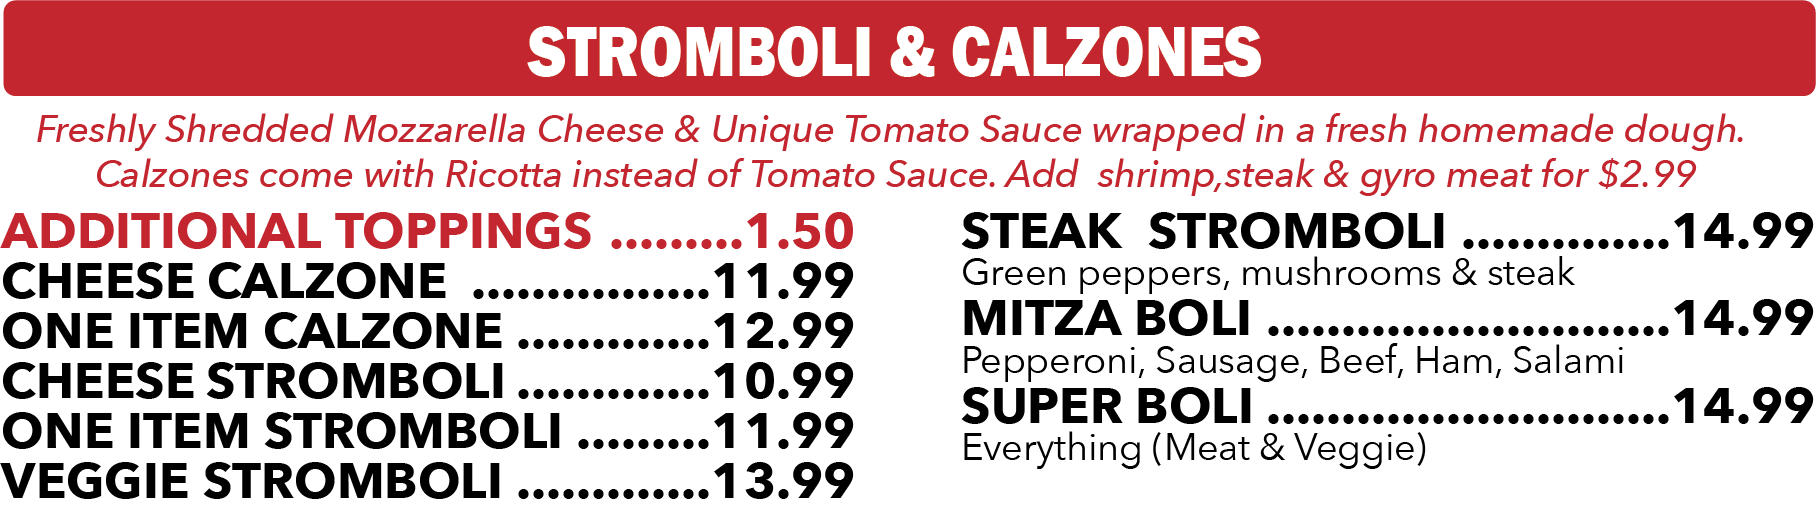 STROMBOLI & CALZONES
Freshly Shredded Mozzarella Cheese & Unique Tomato Sauce wrapped in a fresh homemade dough.
Calzones come with Ricotta instead of Tomato Sauce. Add  shrimp,steak & gyro meat for $2.99
ADDITIONAL TOPPINGS .........1.50
CHEESE CALZONE ................11.99
ONE ITEM CALZONE .............12.99
CHEESE STROMBOLI .............10.99
ONE ITEM STROMBOLI .........11.99
VEGGIE STROMBOLI .............13.99
STEAK  STROMBOLI ..............14.99
Green peppers, mushrooms & steak
MITZA BOLI ...........................14.99
Pepperoni, Sausage, Beef, Ham, Salami
SUPER BOLI ...........................14.99
Everything (Meat & Veggie)